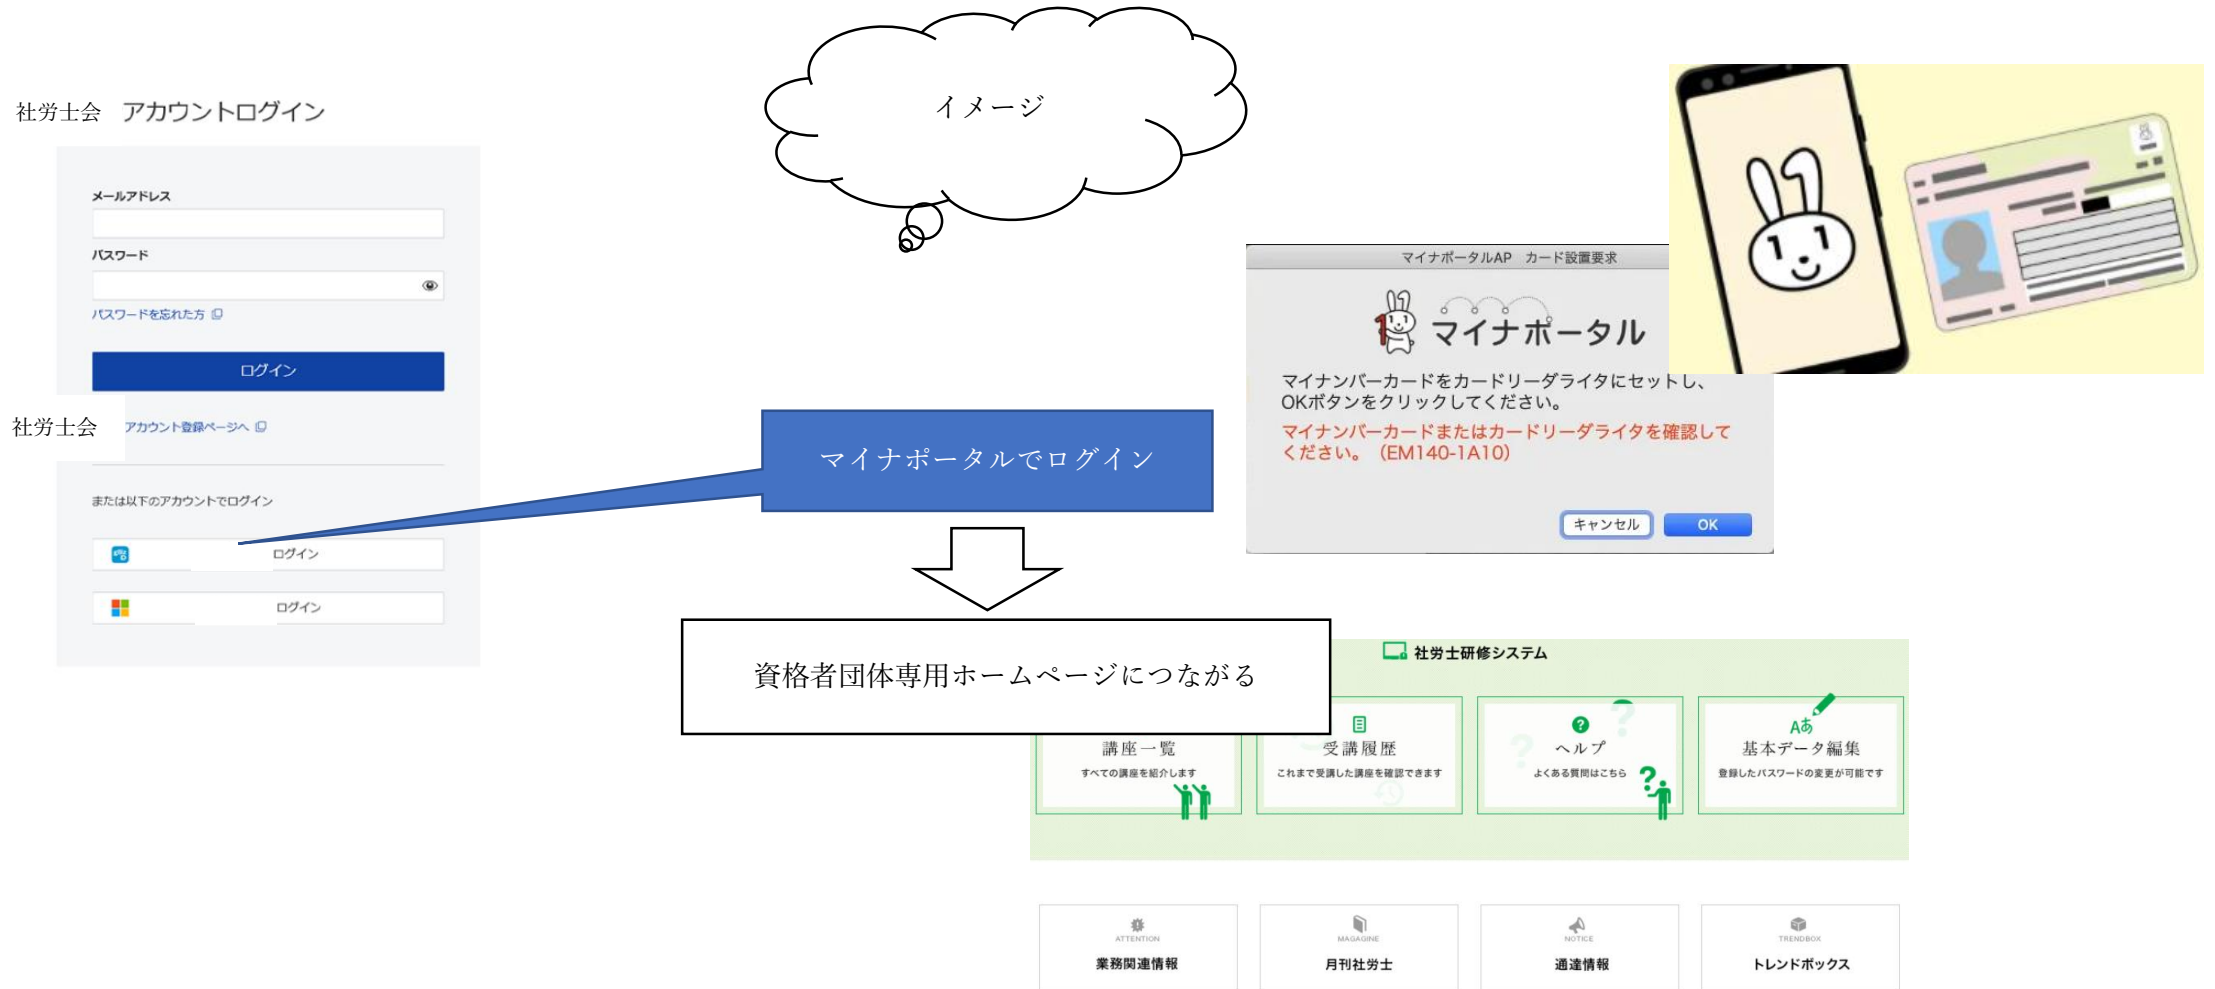 イメージ
社労士会 アカウントログイン
メールアドレス
パスワード
パスワードを忘れた方
ログイン
社労士会 アカウント登録ページへ
または以下のアカウントでログイン
ログイン
ログイン
マイナポータルでログイン
マイナポータルAP カード設置要求
マイナポータル
マイナンバーカードをカードリーダライタにセットし、
OKボタンをクリックしてください。
マイナンバーカードまたはカードリーダライタを確認して
ください。（EM140-1A10）
キャンセル
OK
資格者団体専用ホームページにつながる
社労士研修システム
講座一覧
すべての講座を紹介します
受講履歴
これまで受講した講座を確認できます
ヘルプ
よくある質問はこちら
Aあ
基本データ編集
登録したパスワードの変更が可能です
ATTENTION
業務関連情報
MAGAGINE
月刊社労士
NOTICE
通達情報
TRENDBOX
トレンドボックス